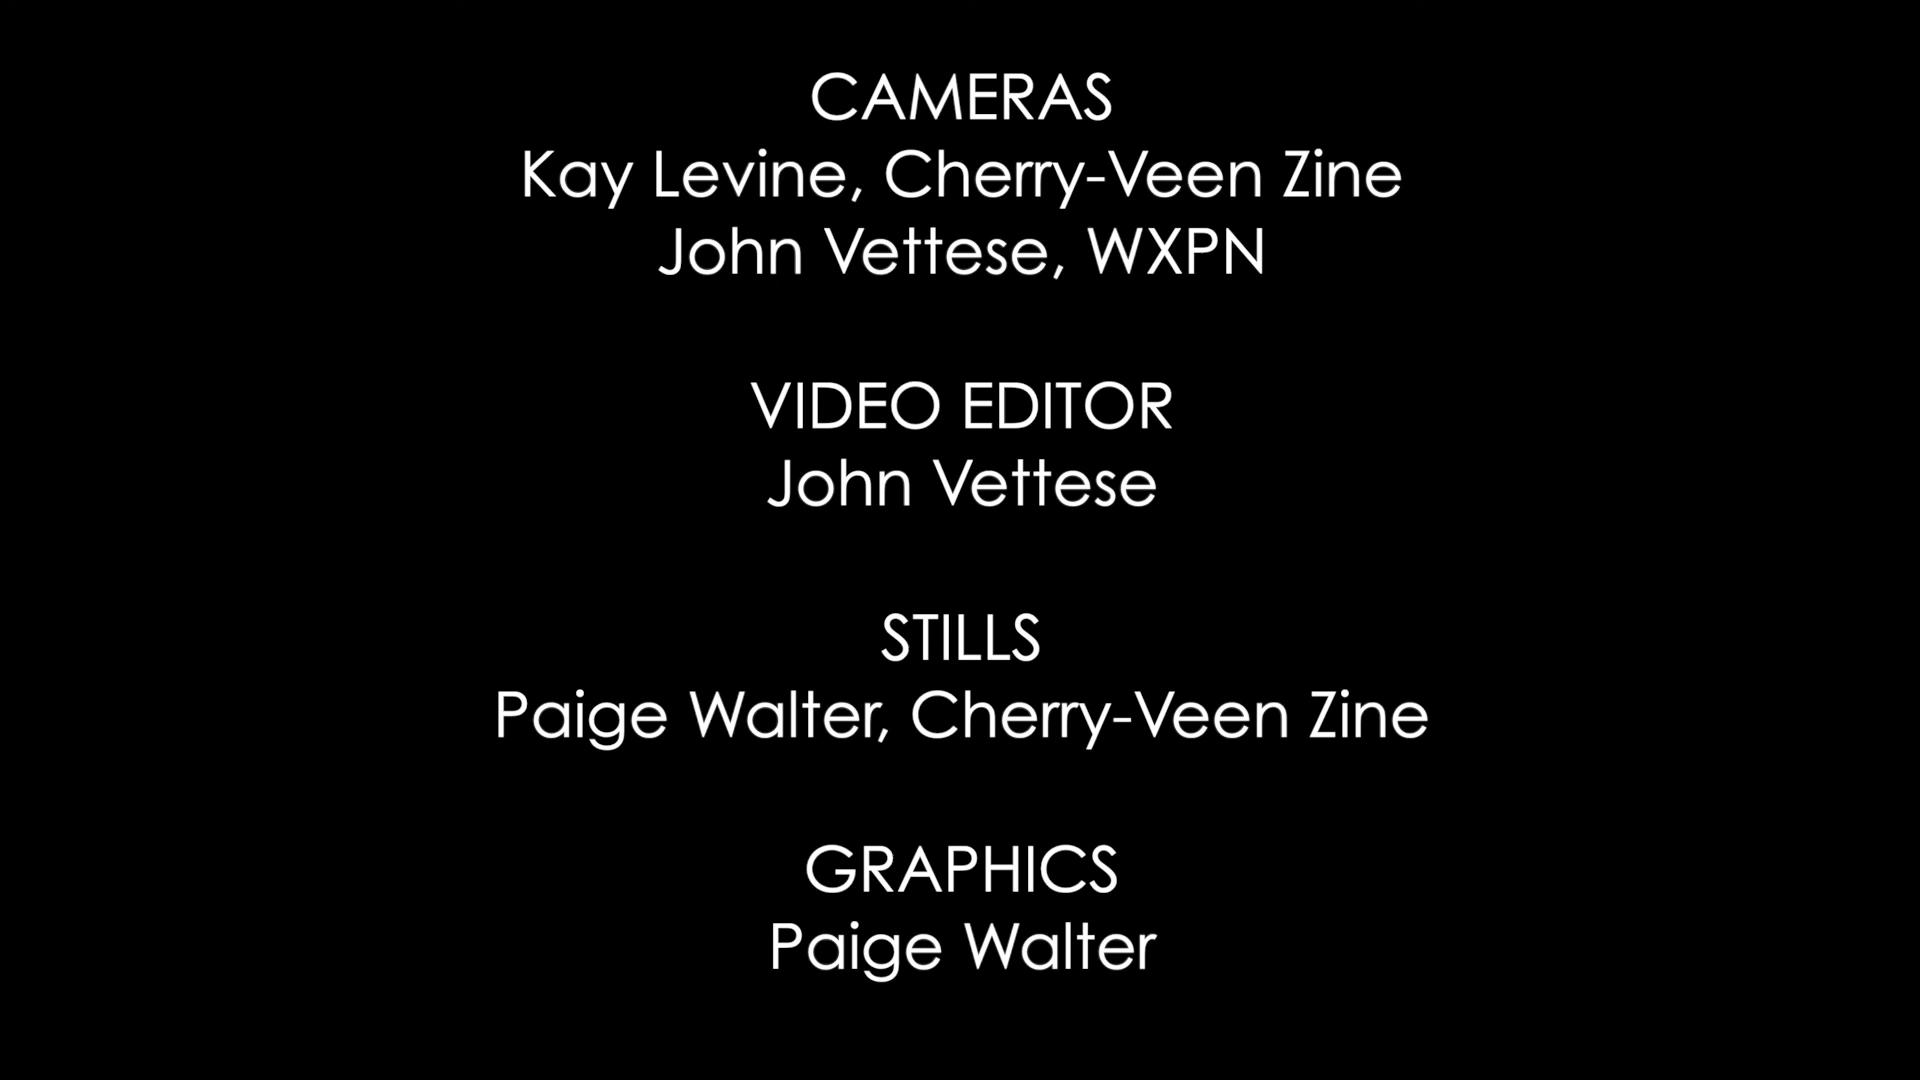 CAMERAS
Kay Levine, Cherry-Veen Zine
John Vettese, WXPN
VIDEO EDITOR
John Vettese
STILLS
Paige Walter, Cherry-Veen Zine
GRAPHICS
Paige Walter